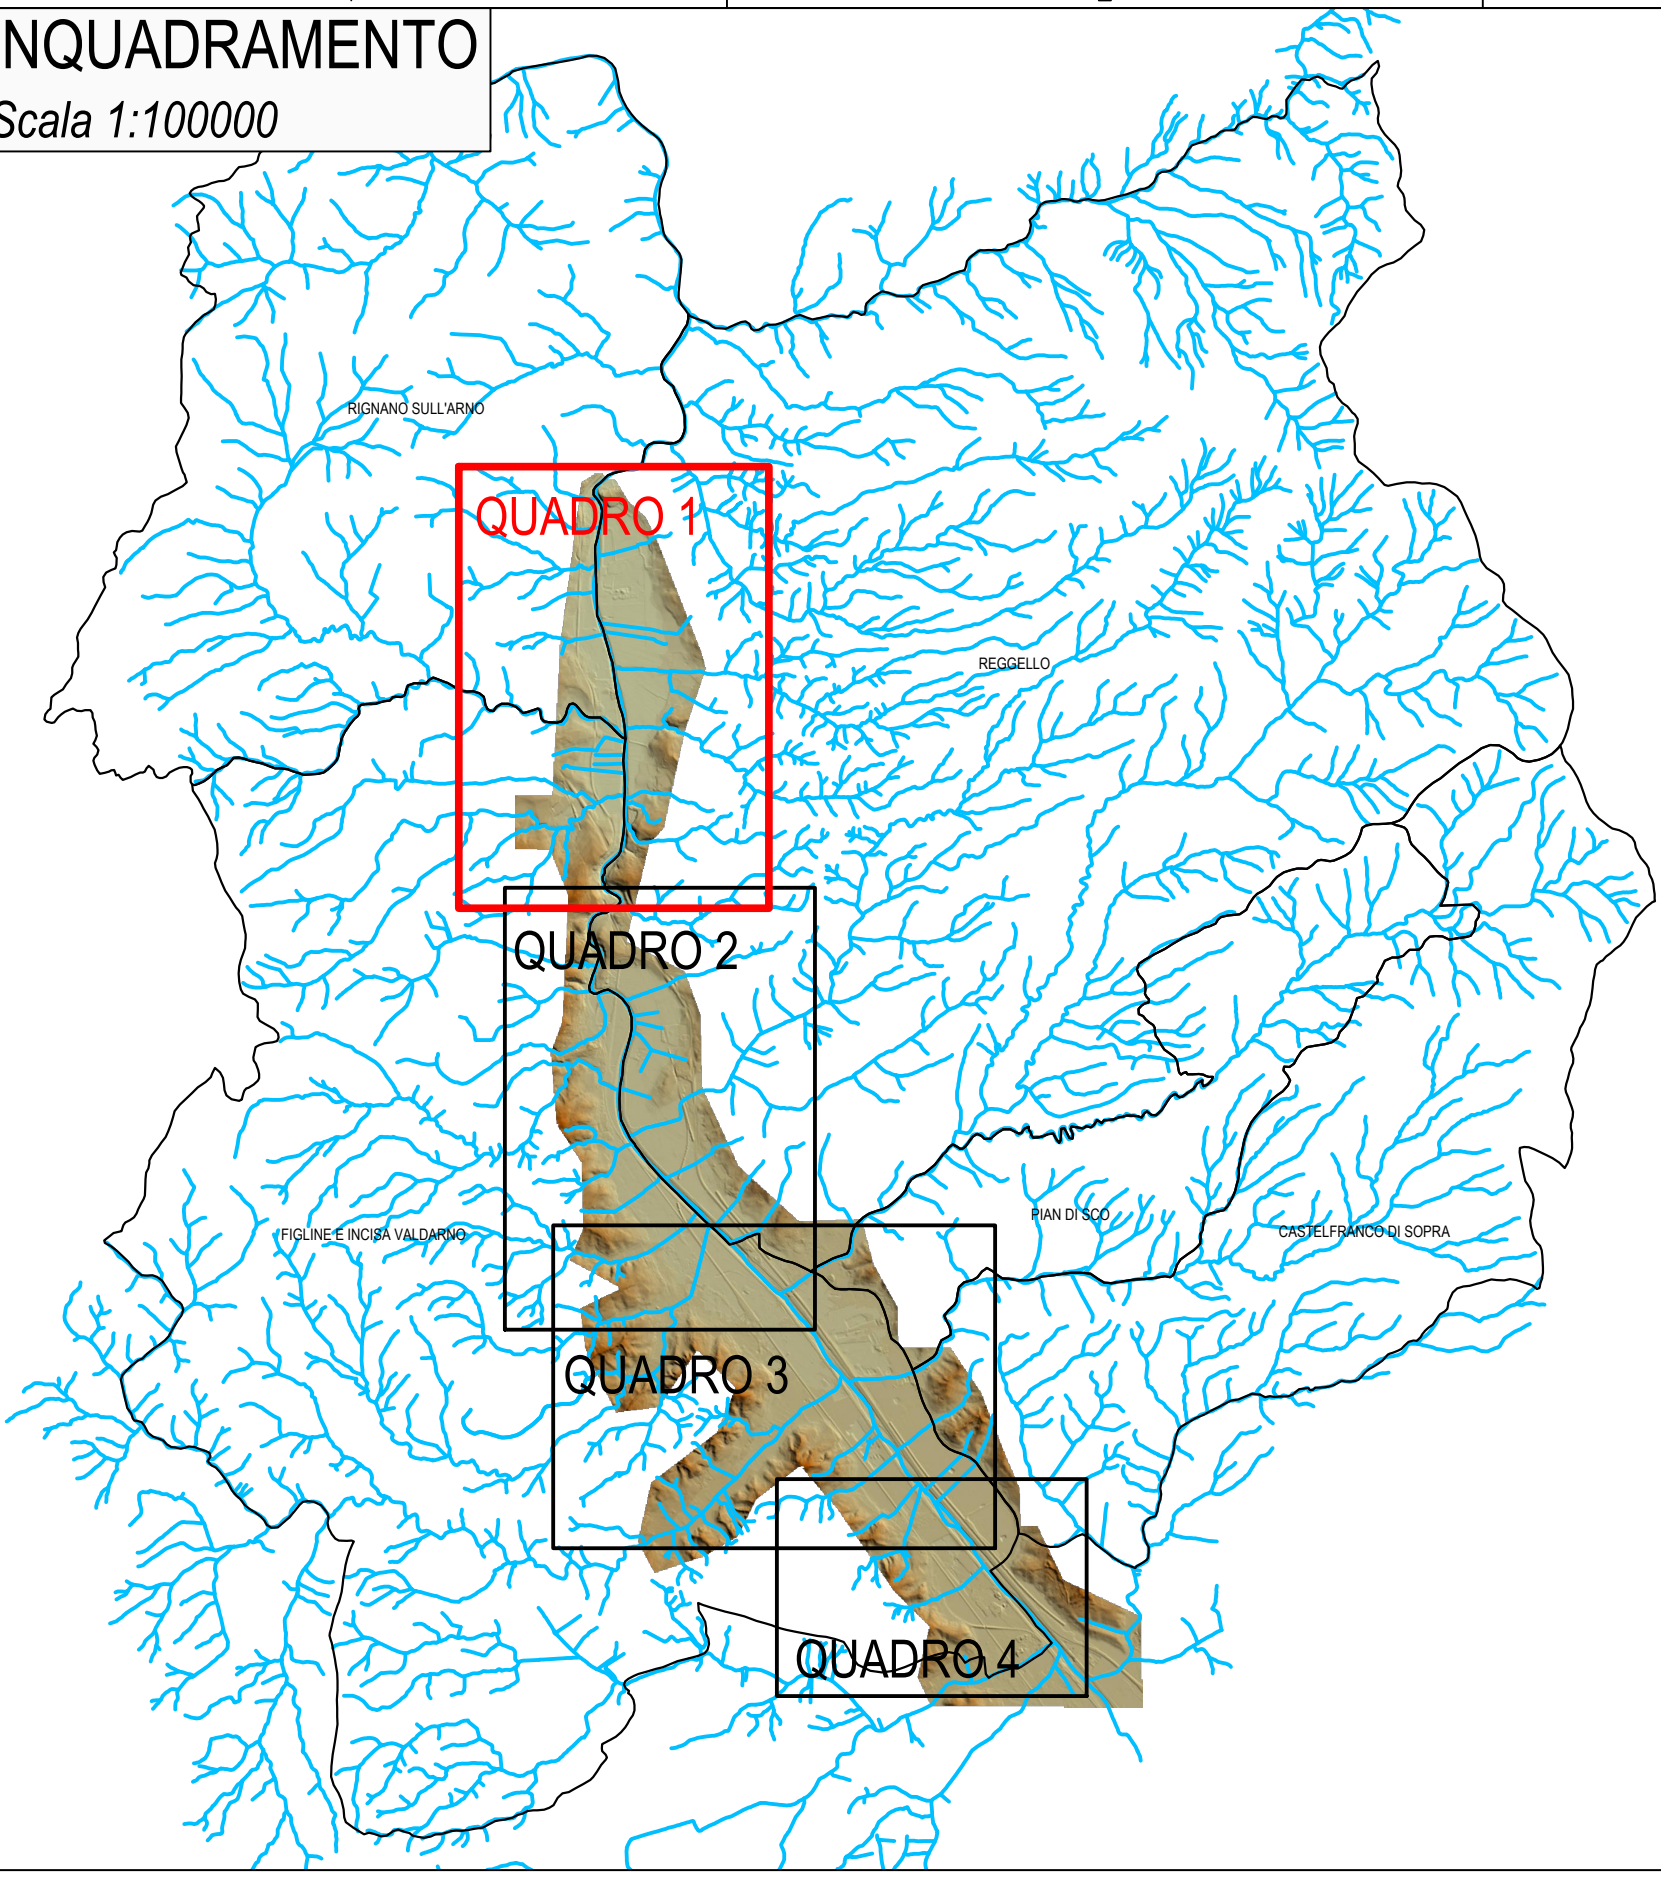 NQUADRAMENTO
Scala 1:100000
RIGNANO SULL'ARNO
QUADRO 1
REGGELLO
QUADRO 2
PIAN DI SCO
CASTELFRANCO DI SOPRA
FIGLINE E INCISA VALDARNO
QUADRO 3
QUADRO 4